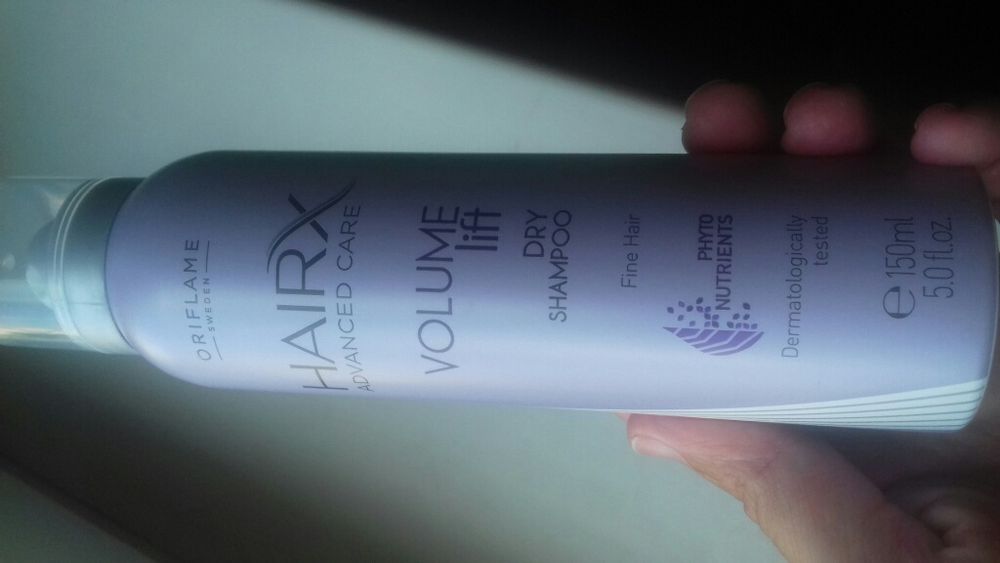 ORIFLAME
SWEDEN
HAIRX
ADVANCED CARE
VOLUME
lift
DRY
SHAMPOO
Fine Hair
PHYTO
NUTRIENTS
Dermatologically
tested
e 150ml
5.0 fl.oz.